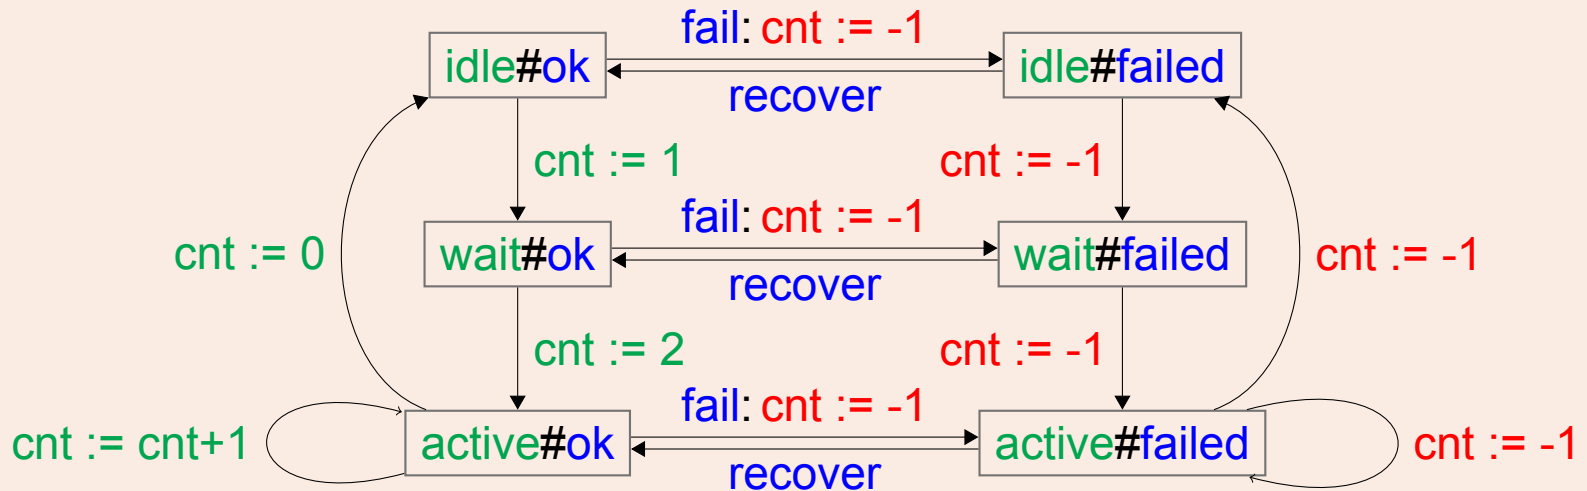 fail: cnt := -1
idle#ok
idle#failed
recover
cnt := 1
cnt := -1
fail: cnt := -1
cnt := 0
wait#ok
wait#failed
cnt := -1
recover
cnt := 2
cnt := -1
fail: cnt := -1
cnt := cnt+1
active#ok
active#failed
cnt := -1
recover